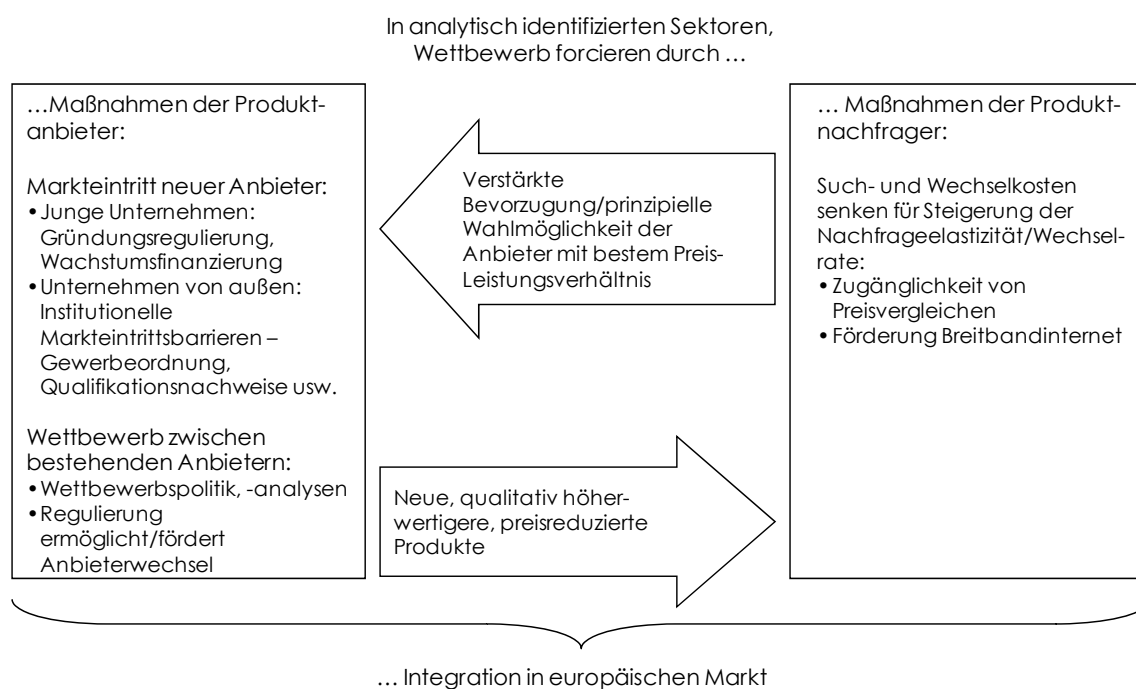 In analytisch identifizierten Sektoren,
Wettbewerb forcieren durch …
…Maßnahmen der Produkt-
anbieter:
Markteintritt neuer Anbieter:
•Junge Unternehmen:
Gründungsregulierung,
Wachstumsfinanzierung
•Unternehmen von außen:
Institutionelle
Markteintrittsbarrieren –
Gewerbeordnung,
Qualifikationsnachweise usw.
Wettbewerb zwischen
bestehenden Anbietern:
•Wettbewerbspolitik, -analysen
•Regulierung
ermöglicht/fördert
Anbieterwechsel
Verstärkte
Bevorzugung/prinzipielle
Wahlmöglichkeit der
Anbieter mit bestem Preis-
Leistungsverhältnis
Neue, qualitativ höher-
wertigere, preisreduzierte
Produkte
… Maßnahmen der Produkt-
nachfrager:
Such- und Wechselkosten
senken für Steigerung der
Nachfrageelastizität/Wechsel-
rate:
•Zugänglichkeit von
Preisvergleichen
•Förderung Breitbandinternet
… Integration in europäischen Markt